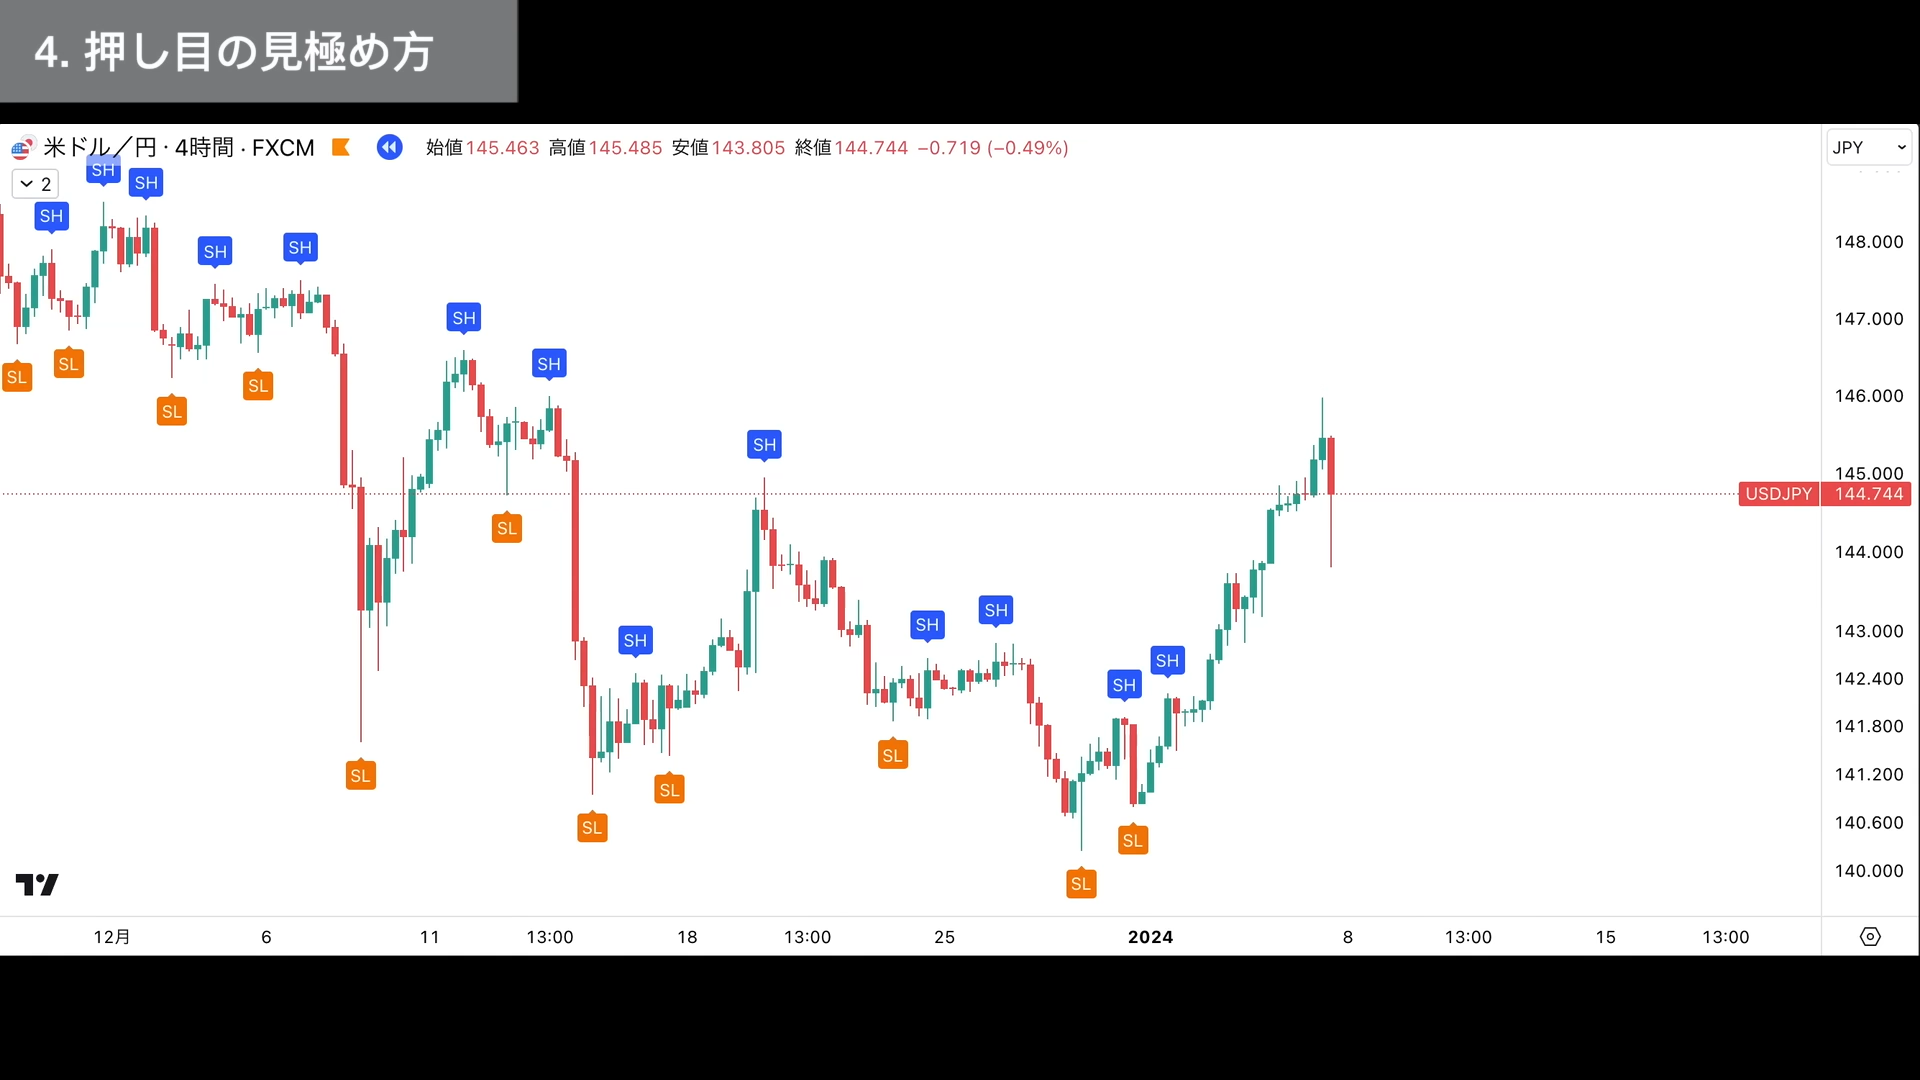 4. 押し目の見極め方
米ドル／円 · 4時間 · FXCM 始値145.463 高値145.485 安値143.805 終値144.744 −0.719 (−0.49%)
JPY
2
SH
SH
SH
SH
SH
SH
SH
SH
SH
SH
SH
SH
SH
SL
SL
SL
SL
SL
SL
SL
SL
SL
SL
SL
148.000
147.000
146.000
145.000
USDJPY 144.744
144.000
143.000
142.400
141.800
141.200
140.600
140.000
12月 6 11 13:00 18 13:00 25 2024 8 13:00 15 13:00